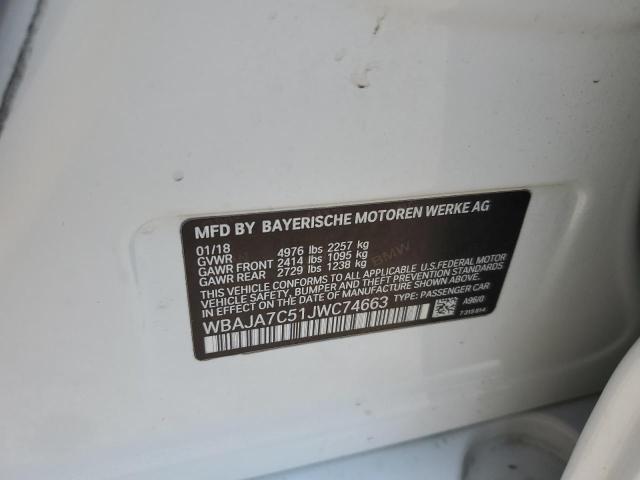 MFD BY BAYERISCHE MOTOREN WERKE AG
01/18
GVWR 4976 lbs 2257 kg
GAWR FRONT 2414 lbs 1095 kg
GAWR REAR 2729 lbs 1238 kg
THIS VEHICLE CONFORMS TO ALL APPLICABLE U.S. FEDERAL MOTOR
VEHICLE SAFETY, BUMPER, AND THEFT PREVENTION STANDARDS
IN EFFECT ON THE DATE OF MANUFACTURE SHOWN ABOVE.
WBAJA7C51JWC74663 TYPE: PASSENGER CAR
A96/0
BMW